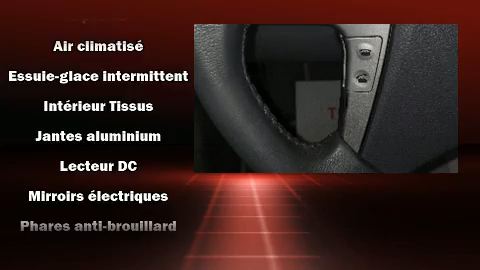 Air climatisé
Essuie-glace intermittent
Intérieur Tissus
Jantes aluminium
Lecteur DC
Mirroirs électriques
Phares anti-brouillard